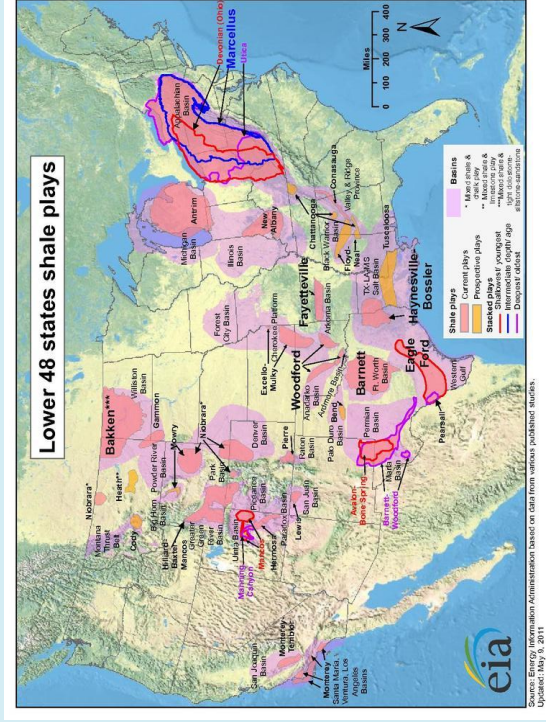 Lower 48 states shale plays
Niobrara*
Montana
Thrust
Belt
Heath**
Cody
Bakken***
Williston
Basin
Gammon
Powder River
Basin
Mowry
Big Horn
Basin
Hilliard-
Baxter-
Mancos
Greater
Green
River
Basin
Niobrara*
Park
Basin
Uinta Basin
Manning
Canyon
Mancos
Piceance
Basin
Denver
Basin
Hermosa
Paradox Basin
Pierre
Lewis
San Juan
Basin
Raton
Basin
San Joaquin
Basin
Monterey-
Temblor
Monterey
Santa Maria,
Ventura, Los
Angeles
Basins
Forest
City Basin
Excello-
Mulky
Cherokee Platform
Woodford
Anadarko
Basin
Ardmore Basin
Arkoma Basin
Fayetteville
Palo Duro
Basin
Bend
Barnett
Ft. Worth
Basin
Permian
Basin
Avalon-
Bone Spring
Barnett-
Woodford
Marfa
Basin
Eagle
Ford
Pearsall
Western
Gulf
Haynesville-
Bossier
TX-LA-MS
Salt Basin
Tuscaloosa
Floyd-
Neal
Black Warrior
Basin
Chattanooga
Conasauga
Valley & Ridge
Province
Michigan
Basin
Antrim
Illinois
Basin
New
Albany
Appalachian
Basin
Devonian (Ohio)
Marcellus
Utica
Miles
0 100 200 300 400
N
Shale plays
Current plays
Prospective plays
Stacked plays
Shallowest/ youngest
Intermediate depth/ age
Deepest/ oldest
Basins
* Mixed shale &
chalk play
** Mixed shale &
limestone play
***Mixed shale &
tight dolostone-
siltstone-sandstone
eia
Source: Energy Information Administration based on data from various published studies.
Updated: May 9, 2011